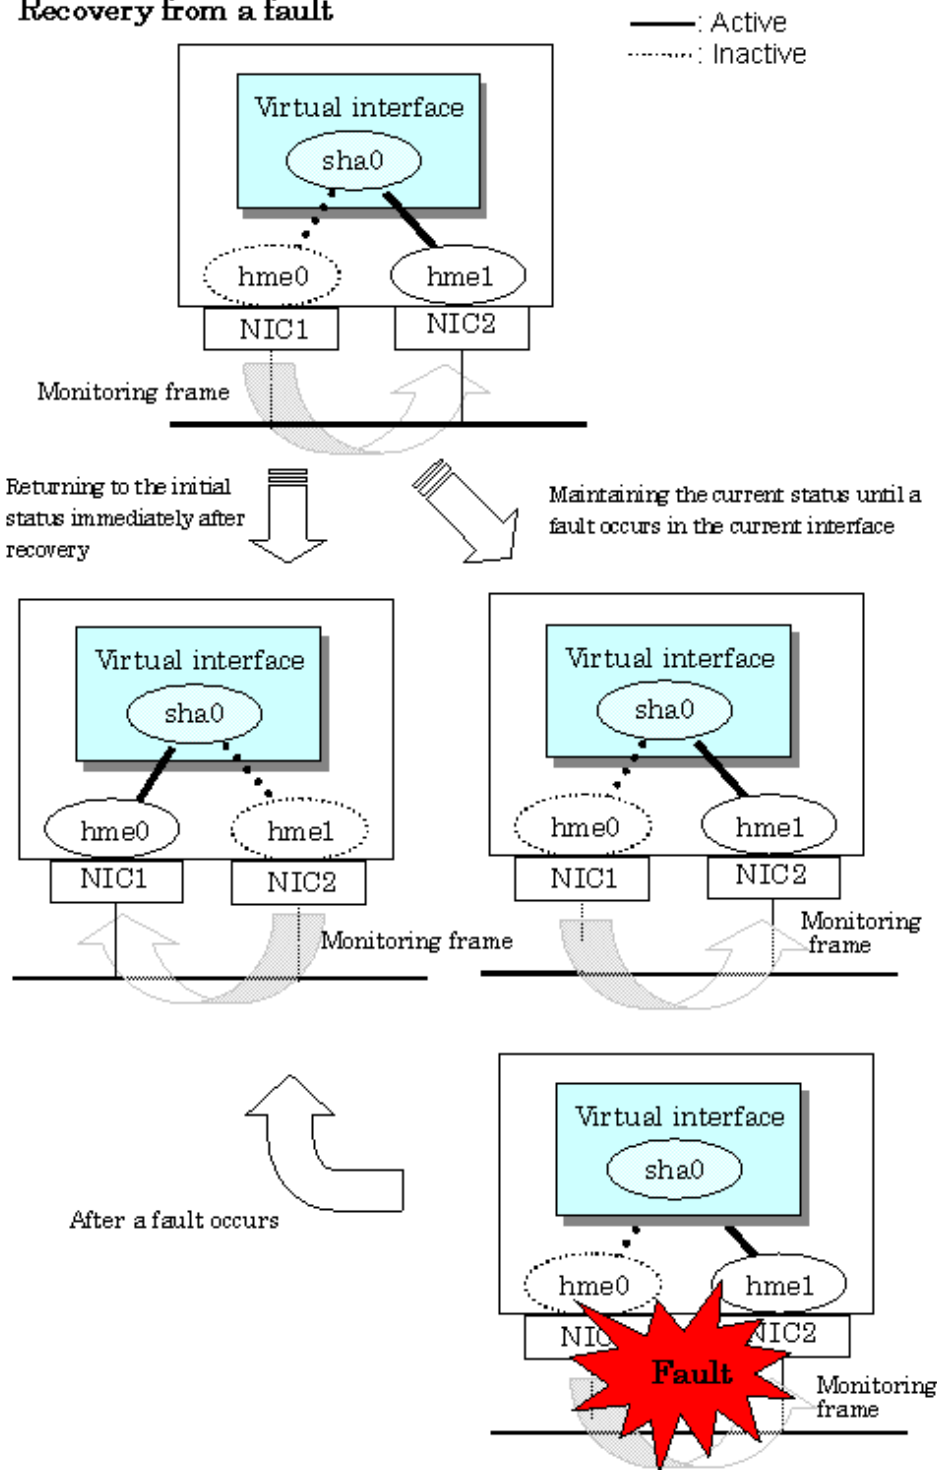 Recovery from a fault
: Active
: Inactive
Virtual interface
sha0
hme0
hme1
NIC1
NIC2
Monitoring frame
Returning to the initial
status immediately after
recovery
Maintaining the current status until a
fault occurs in the current interface
Virtual interface
sha0
hme0
hme1
NIC1
NIC2
Monitoring frame
Virtual interface
sha0
hme0
hme1
NIC1
NIC2
Monitoring
frame
After a fault occurs
Virtual interface
sha0
hme0
hme1
NIC
NIC2
Fault
Monitoring
frame